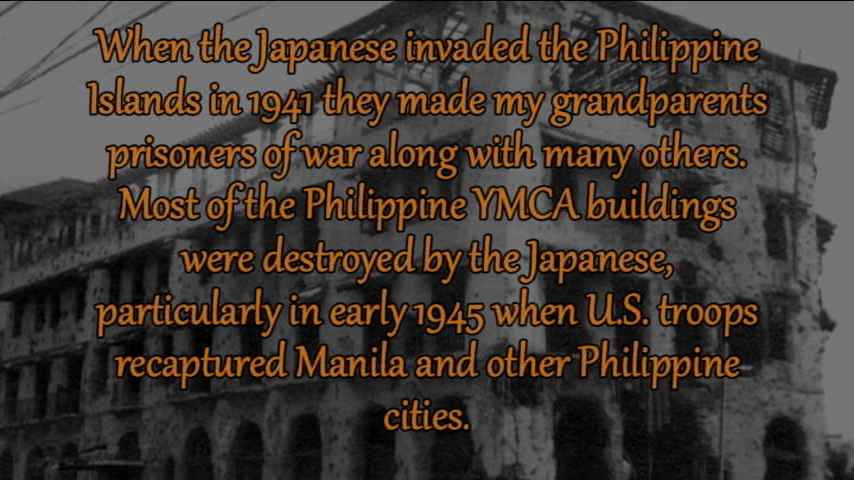 When the Japanese invaded the Philippine
Islands in 1941 they made my grandparents
prisoners of war along with many others.
Most of the Philippine YMCA buildings
were destroyed by the Japanese,
particularly in early 1945 when U.S. troops
recaptured Manila and other Philippine
cities.